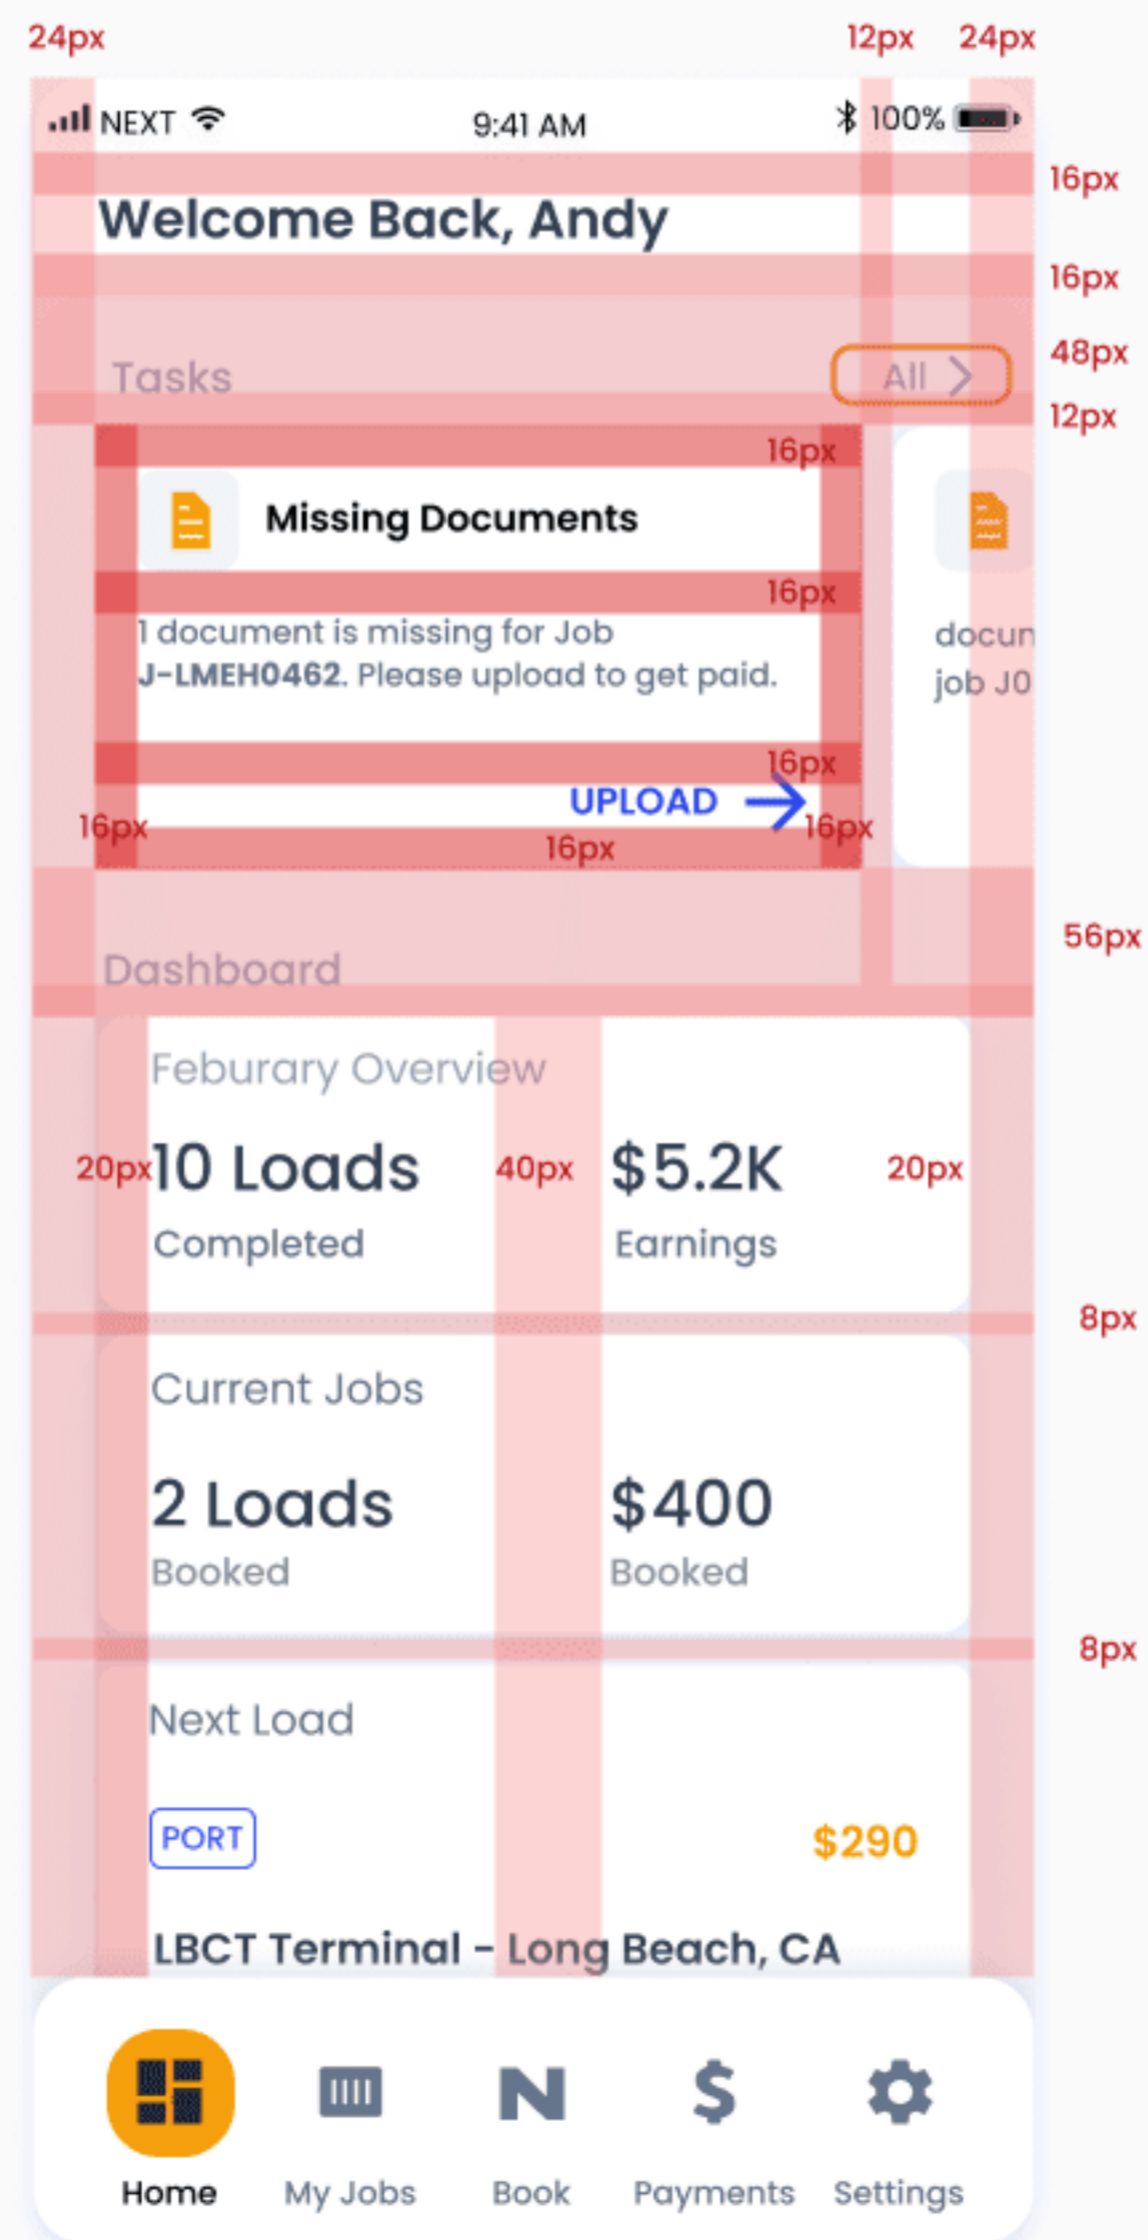 24px 12px 24px
NEXT 9:41 AM 100%
16px
Welcome Back, Andy
16px
48px
Tasks All
12px
16px
Missing Documents
16px
1 document is missing for Job
docun
J-LMEH0462. Please upload to get paid.
job J0
16px
UPLOAD
16px 16px
16px
56px
Dashboard
Feburary Overview
20px 10 Loads 40px $5.2K 20px
Completed Earnings
8px
Current Jobs
2 Loads $400
Booked Booked
8px
Next Load
PORT $290
LBCT Terminal - Long Beach, CA
Home My Jobs Book Payments Settings